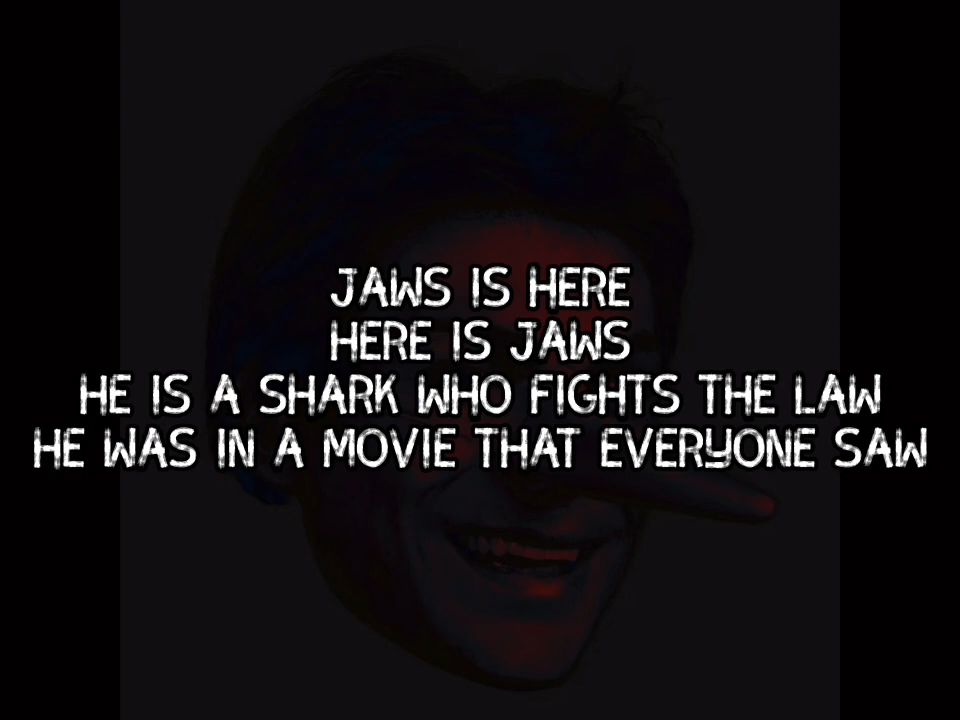 JAWS IS HERE
HERE IS JAWS
HE IS A SHARK WHO FIGHTS THE LAW
HE WAS IN A MOVIE THAT EVERYONE SAW